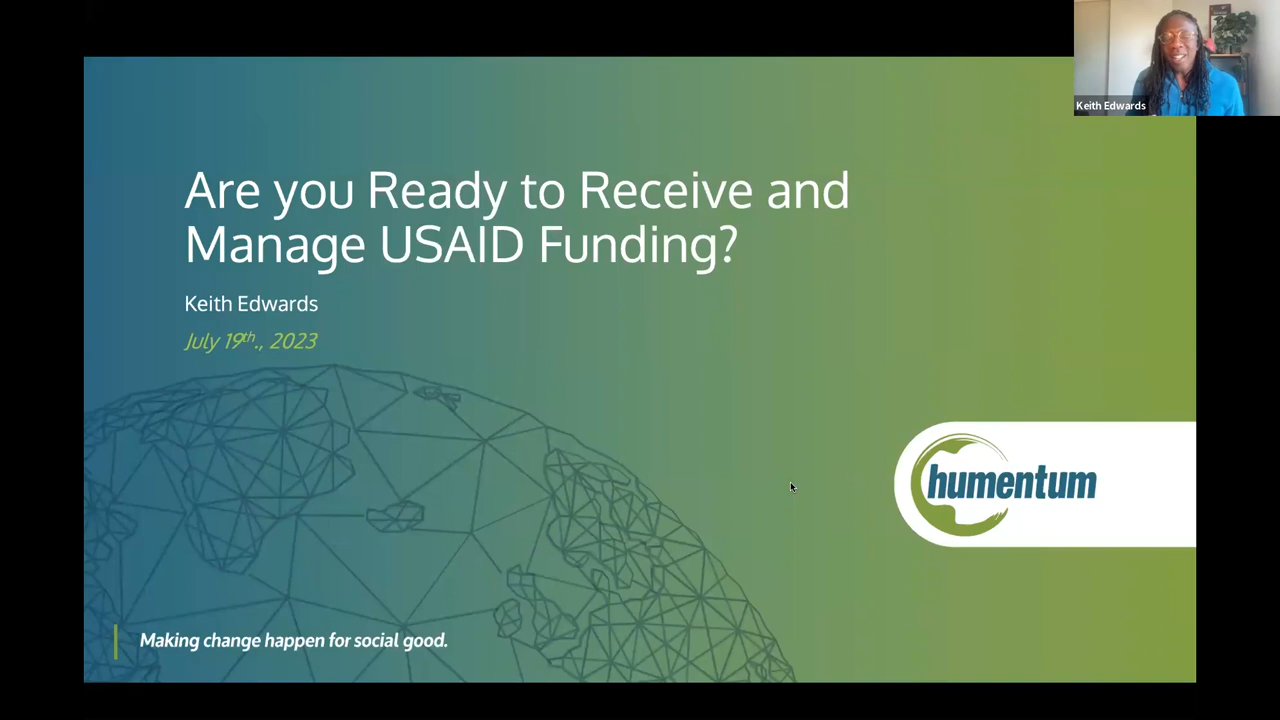 Are you Ready to Receive and
Manage USAID Funding?
Keith Edwards
July 19th., 2023
humentum
Making change happen for social good.
Keith Edwards